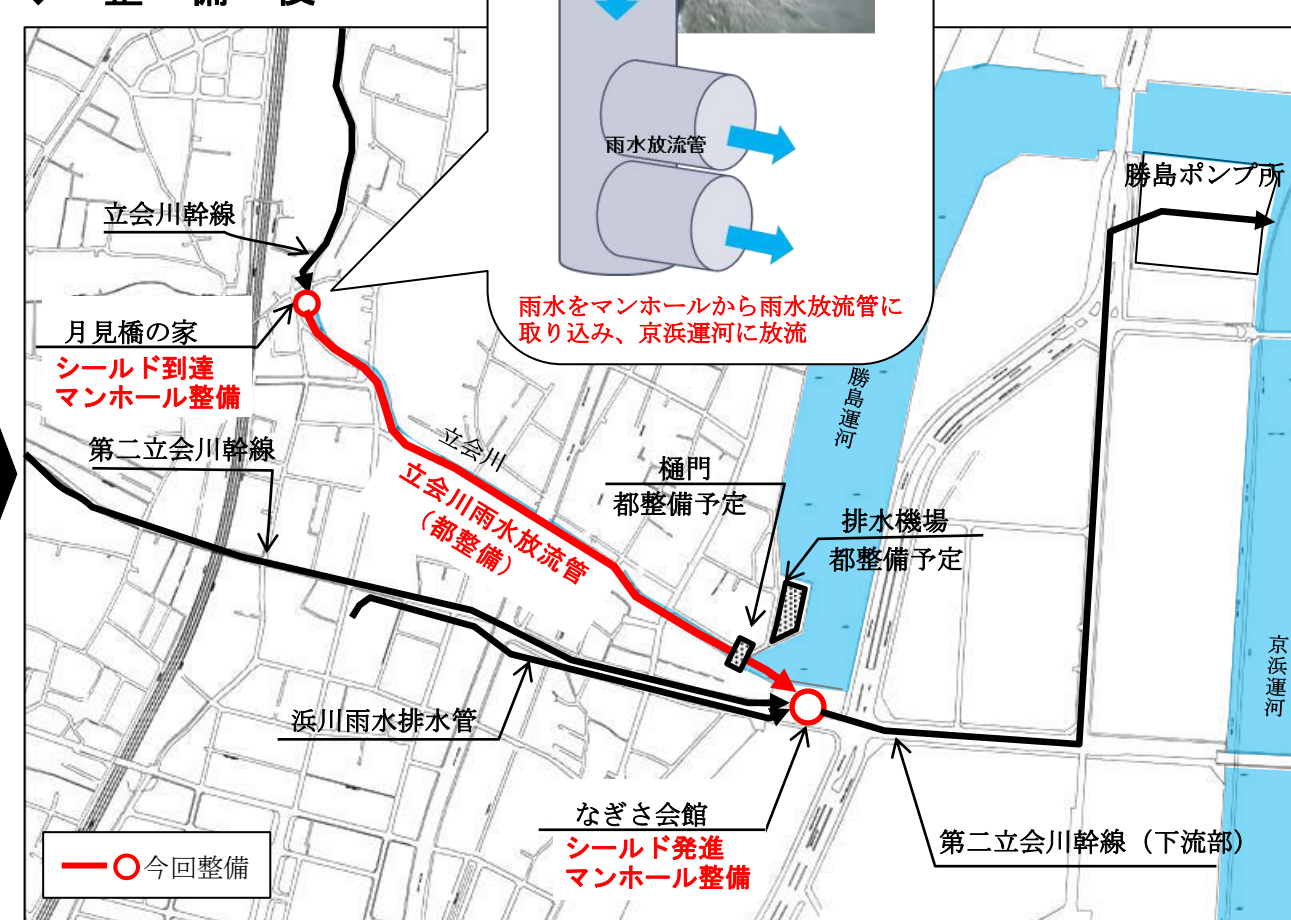 雨水放流管
雨水をマンホールから雨水放流管に
取り込み、京浜運河に放流
勝島ポンプ所
立会川幹線
月見橋の家
シールド到達
マンホール整備
第二立会川幹線
立会川
立会川雨水放流管
（都整備）
勝島運河
樋門
都整備予定
排水機場
都整備予定
京浜運河
浜川雨水排水管
なぎさ会館
シールド発進
マンホール整備
第二立会川幹線（下流部）
今回整備